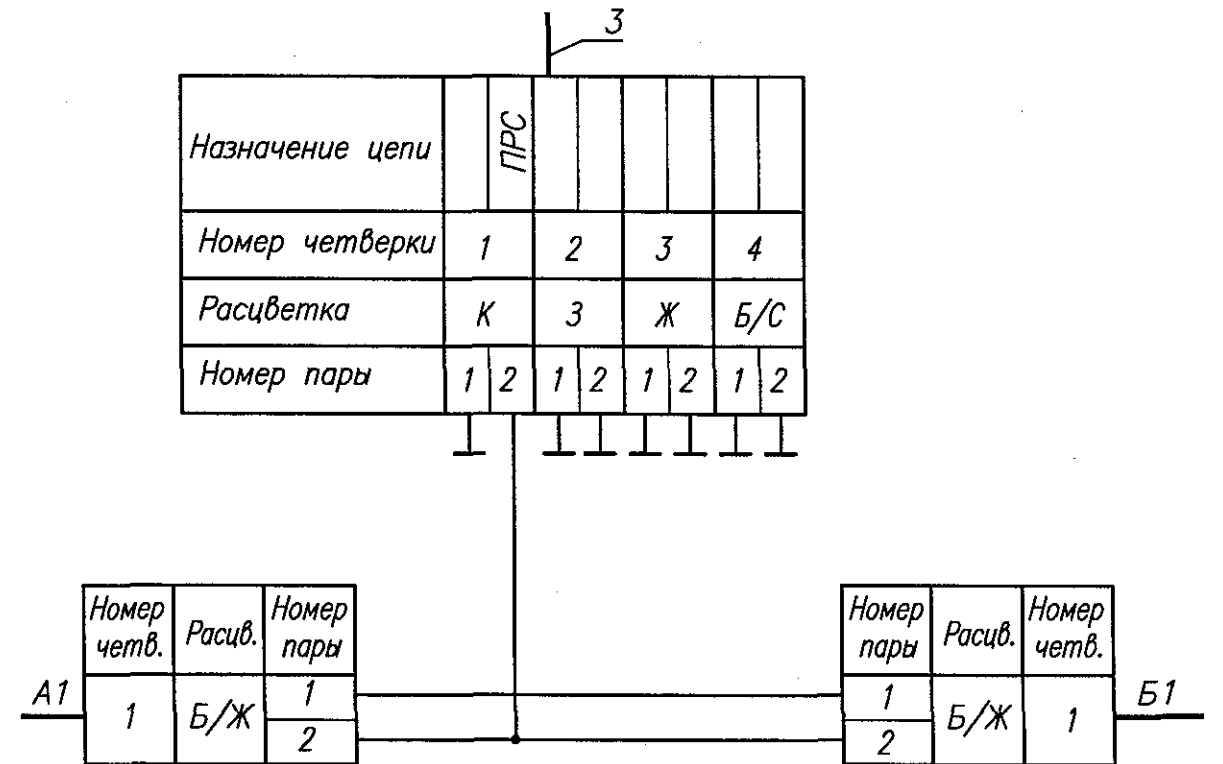 3
Назначение цепи ПРС
Номер четверки 1 2 3 4
Расцветка К З Ж Б/С
Номер пары 1 2 1 2 1 2 1 2
Номер четв. Расцв. Номер пары
А1 1 Б/Ж 1 2
Номер пары Расцв. Номер четв.
1 2 Б/Ж 1 Б1